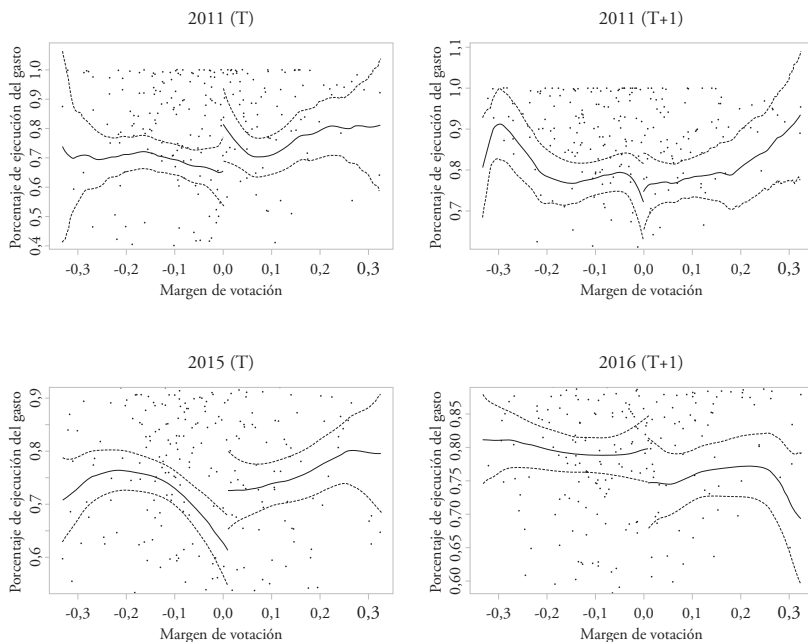 2011 (T)
Porcentaje de ejecución del gasto
1,0
0,9
0,8
0,7
0,6
0,5
0,4
-0,3 -0,2 -0,1 0,0 0,1 0,2 0,3
Margen de votación
2011 (T+1)
Porcentaje de ejecución del gasto
1,1
1,0
0,9
0,8
0,7
-0,3 -0,2 -0,1 0,0 0,1 0,2 0,3
Margen de votación
2015 (T)
Porcentaje de ejecución del gasto
0,9
0,8
0,7
0,6
-0,3 -0,2 -0,1 0,0 0,1 0,2 0,3
Margen de votación
2016 (T+1)
Porcentaje de ejecución del gasto
0,85
0,80
0,75
0,70
0,65
0,60
-0,3 -0,2 -0,1 0,0 0,1 0,2 0,3
Margen de votación